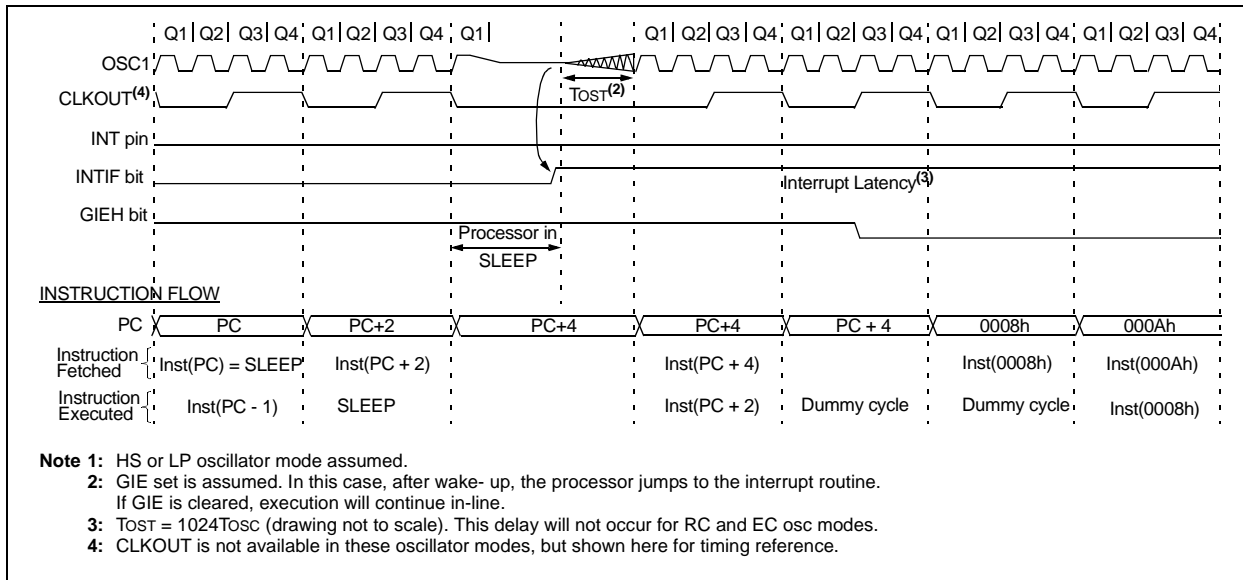 Q1 Q2 Q3 Q4 Q1 Q2 Q3 Q4 Q1 Q1 Q2 Q3 Q4 Q1 Q2 Q3 Q4 Q1 Q2 Q3 Q4 Q1 Q2 Q3 Q4
OSC1
TOST(2)
CLKOUT(4)
INT pin
INTIF bit
Interrupt Latency(3)
GIEH bit
Processor in
SLEEP
INSTRUCTION FLOW
PC PC PC+2 PC+4 PC+4 PC + 4 0008h 000Ah
Instruction Fetched Inst(PC) = SLEEP Inst(PC + 2) Inst(PC + 4) Inst(0008h) Inst(000Ah)
Instruction Executed Inst(PC - 1) SLEEP Inst(PC + 2) Dummy cycle Dummy cycle Inst(0008h)
Note 1: HS or LP oscillator mode assumed.
2: GIE set is assumed. In this case, after wake- up, the processor jumps to the interrupt routine.
If GIE is cleared, execution will continue in-line.
3: TOST = 1024TOSC (drawing not to scale). This delay will not occur for RC and EC osc modes.
4: CLKOUT is not available in these oscillator modes, but shown here for timing reference.